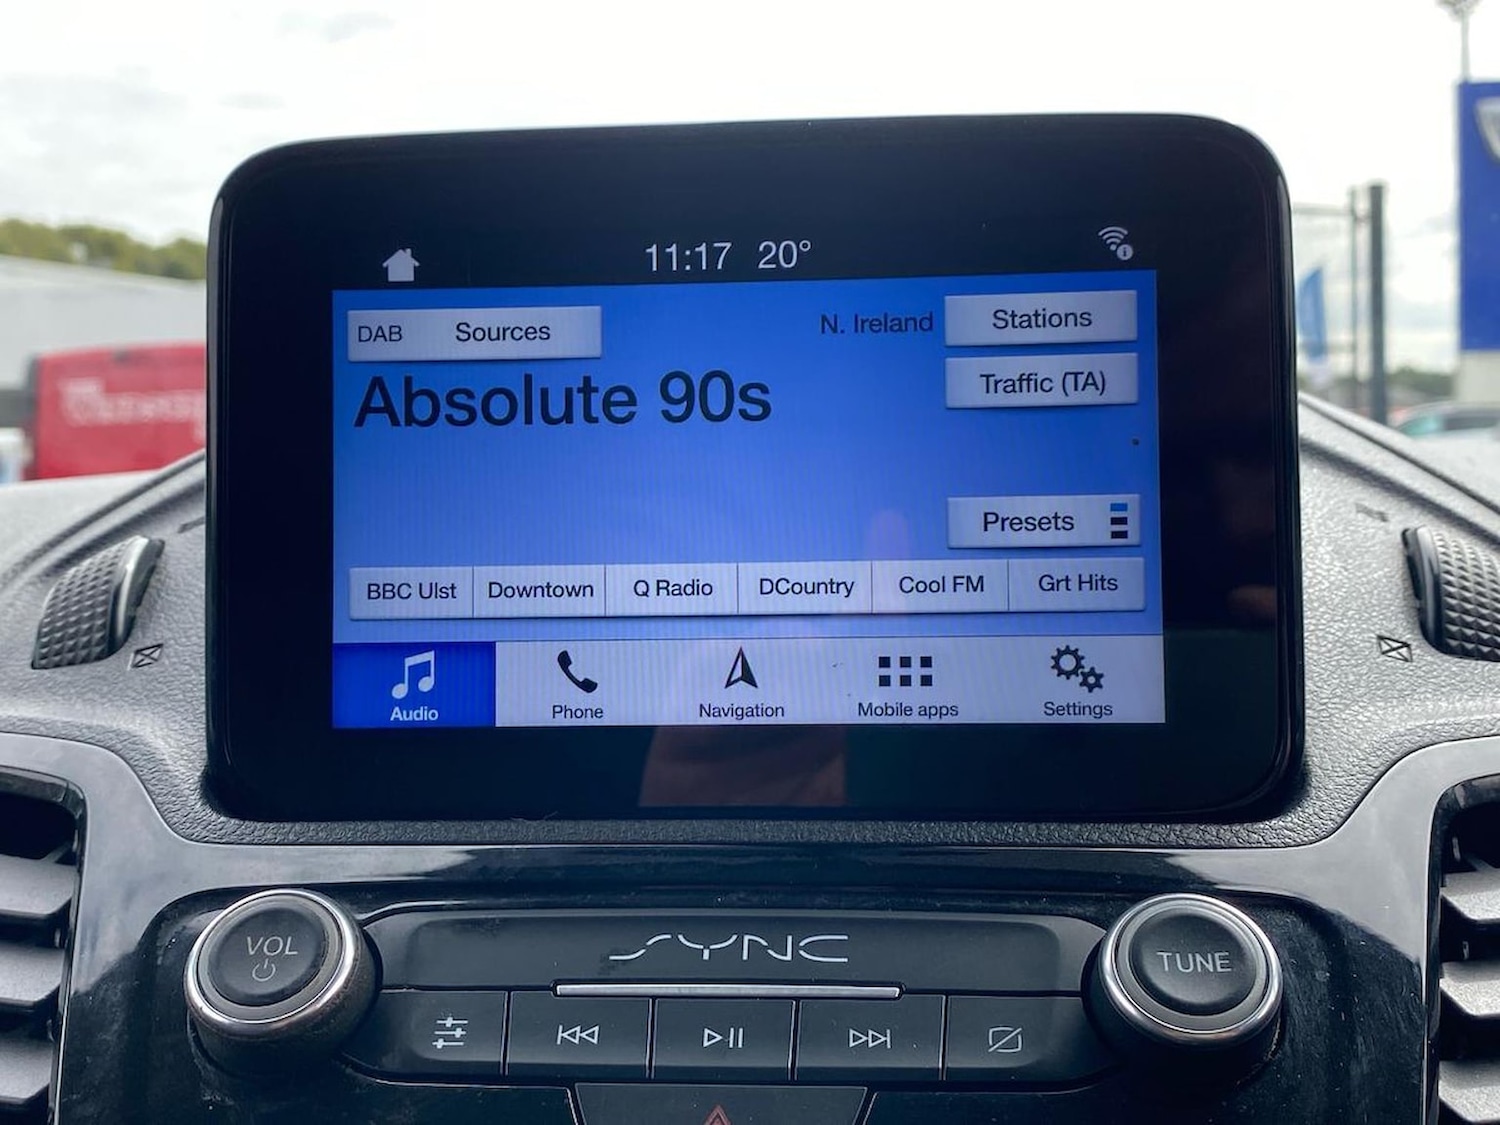 11:17 20°
DAB Sources
N. Ireland
Stations
Absolute 90s
Traffic (TA)
Presets
BBC Ulst
Downtown
Q Radio
DCountry
Cool FM
Grt Hits
Audio
Phone
Navigation
Mobile apps
Settings
VOL
SYNC
TUNE